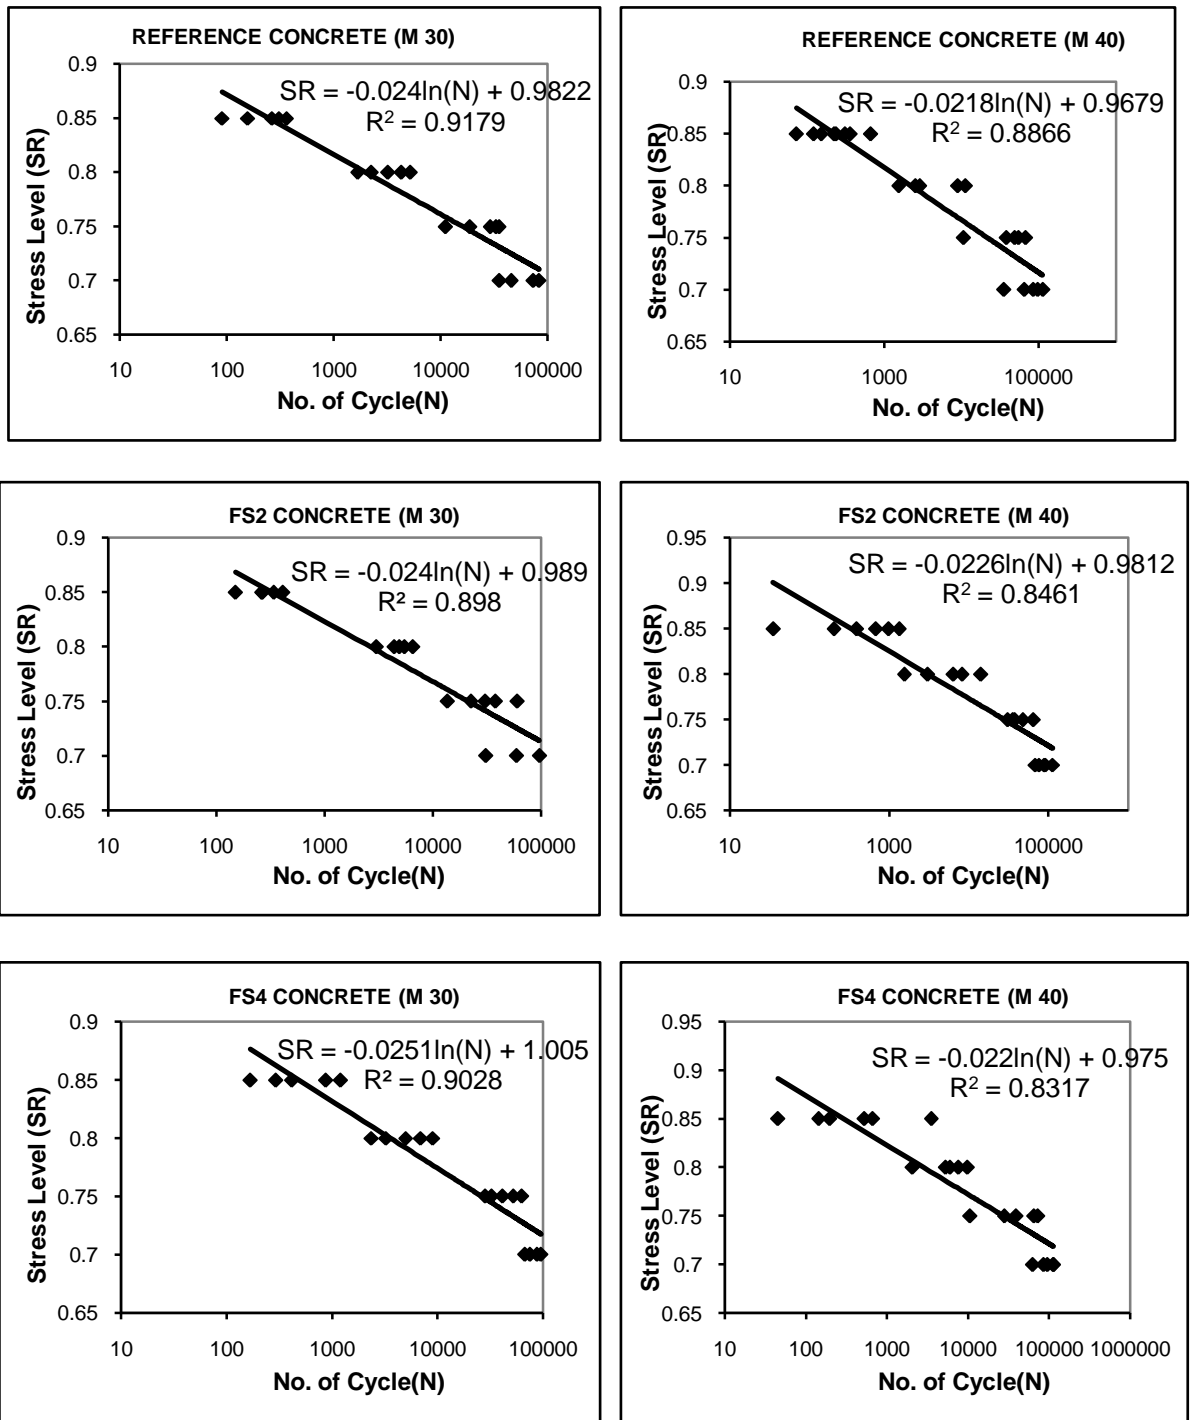 REFERENCE CONCRETE (M 30)
SR = -0.024ln(N) + 0.9822
R² = 0.9179
Stress Level (SR)
0.9
0.85
0.8
0.75
0.7
0.65
10 100 1000 10000 100000
No. of Cycle(N)
REFERENCE CONCRETE (M 40)
SR = -0.0218ln(N) + 0.9679
R² = 0.8866
Stress Level (SR)
0.9
0.85
0.8
0.75
0.7
0.65
10 1000 100000
No. of Cycle(N)
FS2 CONCRETE (M 30)
SR = -0.024ln(N) + 0.989
R² = 0.898
Stress Level (SR)
0.9
0.85
0.8
0.75
0.7
0.65
10 100 1000 10000 100000
No. of Cycle(N)
FS2 CONCRETE (M 40)
SR = -0.0226ln(N) + 0.9812
R² = 0.8461
Stress Level (SR)
0.95
0.9
0.85
0.8
0.75
0.7
0.65
10 1000 100000
No. of Cycle(N)
FS4 CONCRETE (M 30)
SR = -0.0251ln(N) + 1.005
R² = 0.9028
Stress Level (SR)
0.9
0.85
0.8
0.75
0.7
0.65
10 100 1000 10000 100000
No. of Cycle(N)
FS4 CONCRETE (M 40)
SR = -0.022ln(N) + 0.975
R² = 0.8317
Stress Level (SR)
0.95
0.9
0.85
0.8
0.75
0.7
0.65
10 100 1000 10000 100000 1000000
No. of Cycle(N)